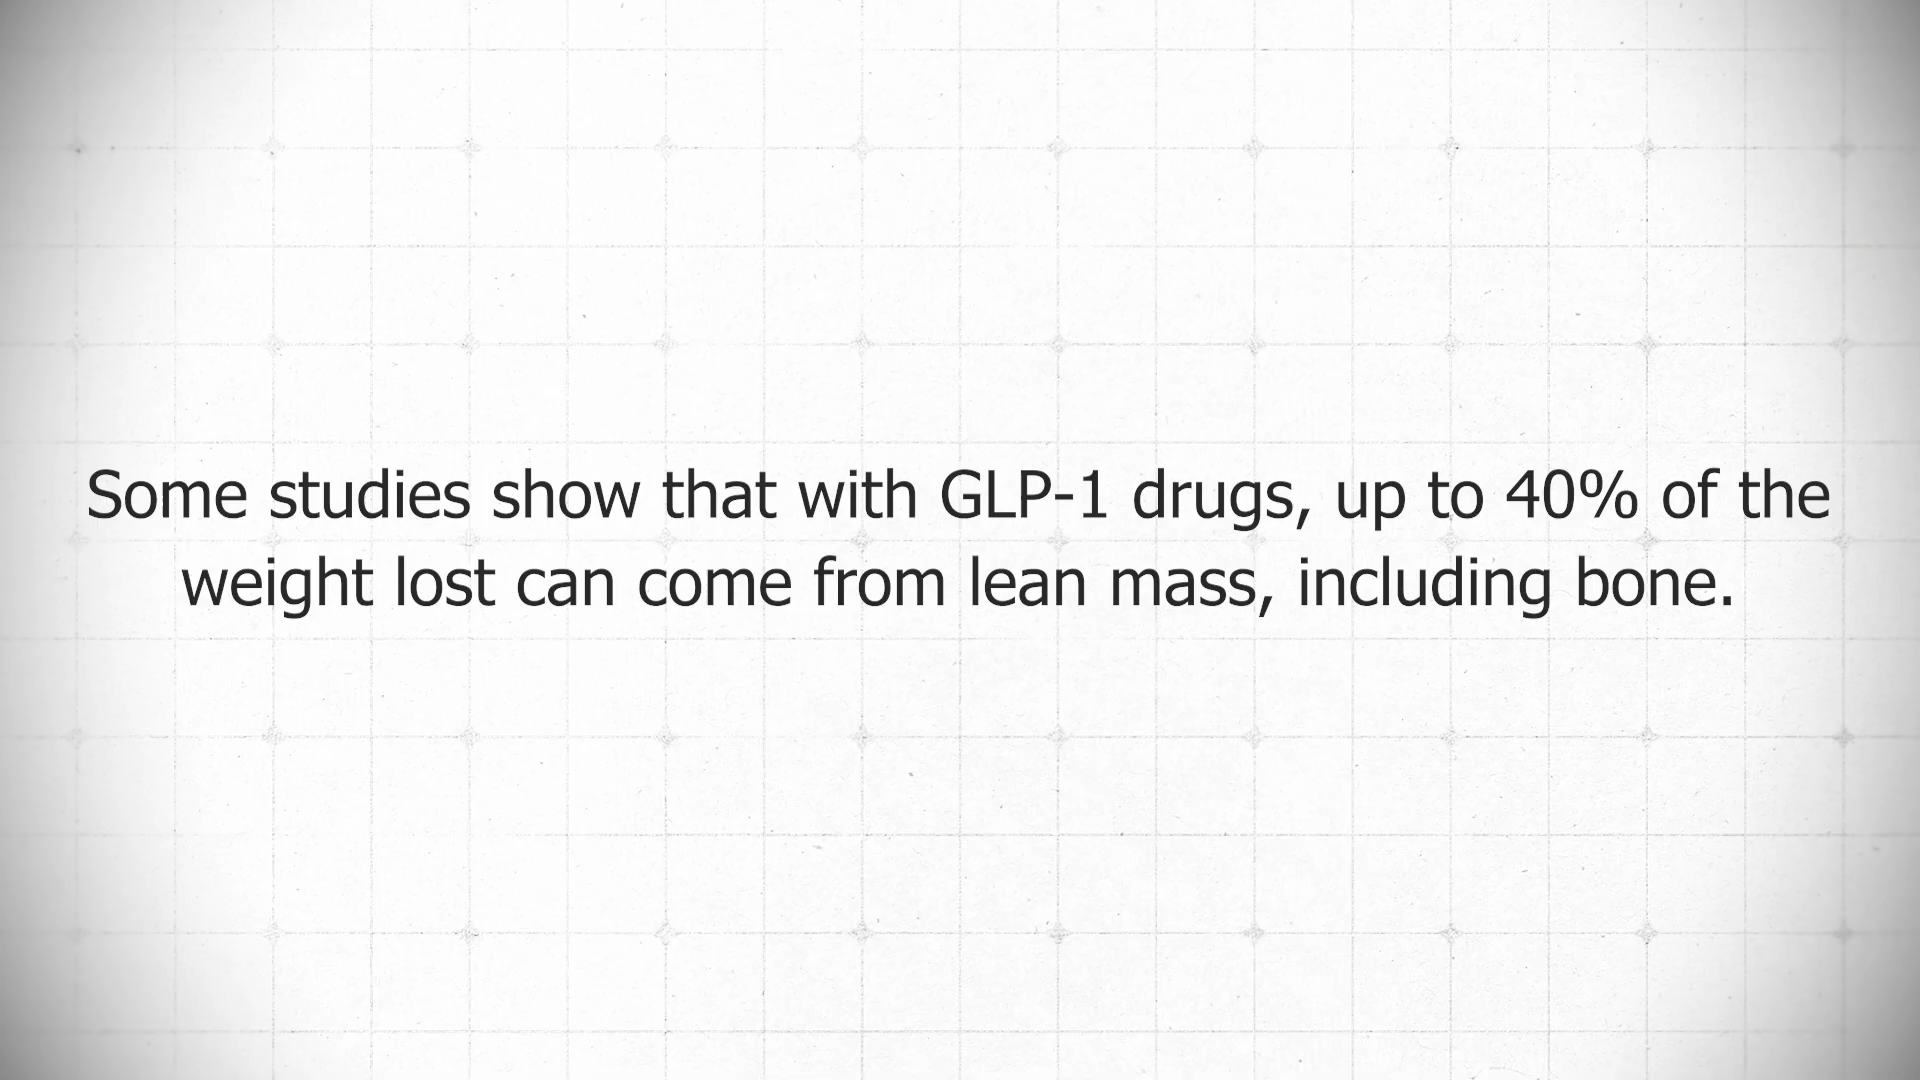 Some studies show that with GLP-1 drugs, up to 40% of the
weight lost can come from lean mass, including bone.